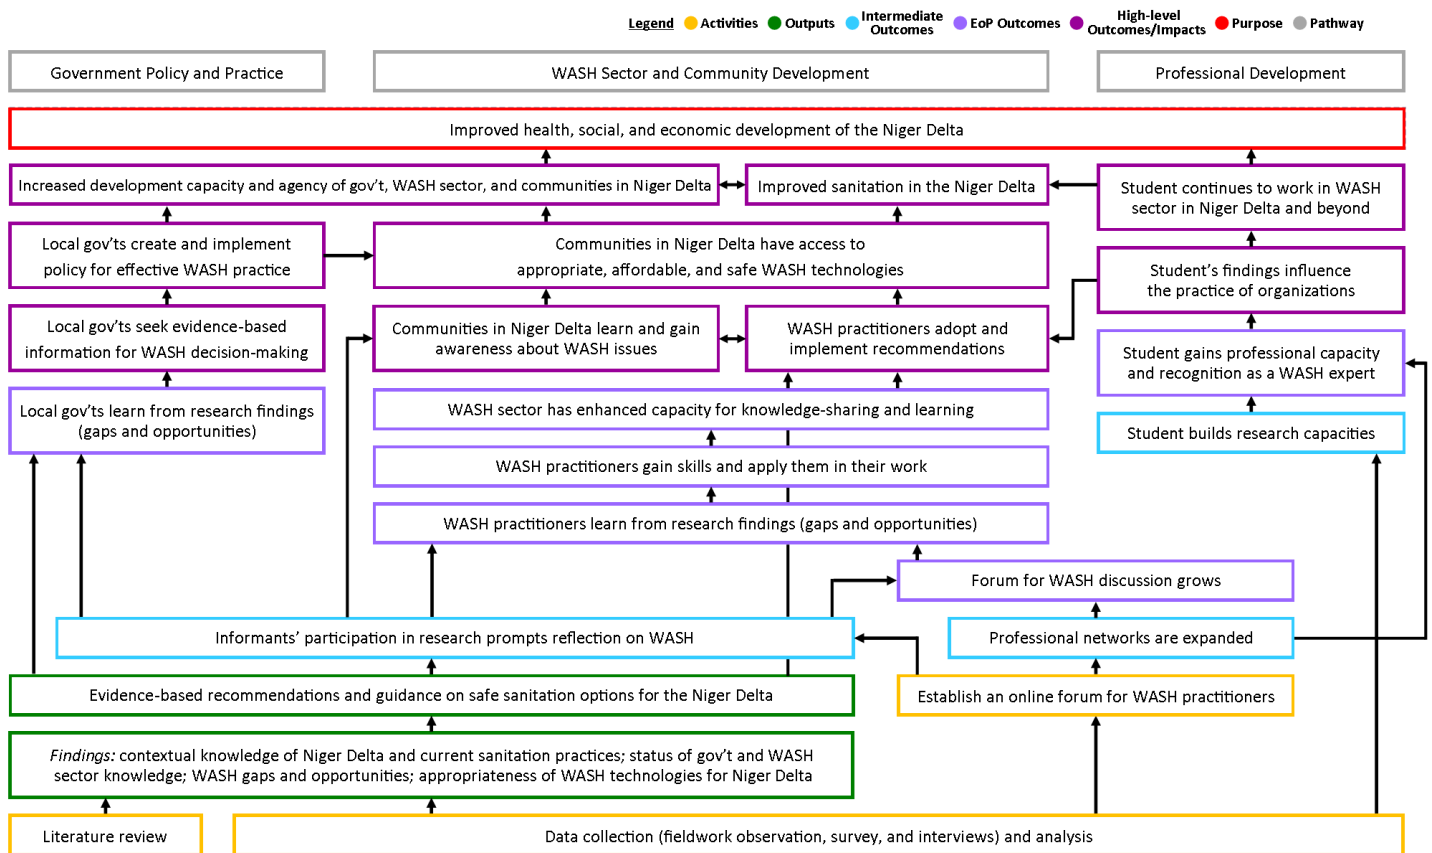 Legend
Activities
Outputs
Intermediate
Outcomes
EoP Outcomes
High-level
Outcomes/Impacts
Purpose
Pathway
Government Policy and Practice
WASH Sector and Community Development
Professional Development
Improved health, social, and economic development of the Niger Delta
Increased development capacity and agency of gov't, WASH sector, and communities in Niger Delta
Improved sanitation in the Niger Delta
Student continues to work in WASH
sector in Niger Delta and beyond
Local gov'ts create and implement
policy for effective WASH practice
Communities in Niger Delta have access to
appropriate, affordable, and safe WASH technologies
Student's findings influence
the practice of organizations
Local gov'ts seek evidence-based
information for WASH decision-making
Communities in Niger Delta learn and gain
awareness about WASH issues
WASH practitioners adopt and
implement recommendations
Student gains professional capacity
and recognition as a WASH expert
Local gov'ts learn from research findings
(gaps and opportunities)
WASH sector has enhanced capacity for knowledge-sharing and learning
Student builds research capacities
WASH practitioners gain skills and apply them in their work
WASH practitioners learn from research findings (gaps and opportunities)
Forum for WASH discussion grows
Informants' participation in research prompts reflection on WASH
Professional networks are expanded
Evidence-based recommendations and guidance on safe sanitation options for the Niger Delta
Establish an online forum for WASH practitioners
Findings: contextual knowledge of Niger Delta and current sanitation practices; status of gov't and WASH
sector knowledge; WASH gaps and opportunities; appropriateness of WASH technologies for Niger Delta
Literature review
Data collection (fieldwork observation, survey, and interviews) and analysis